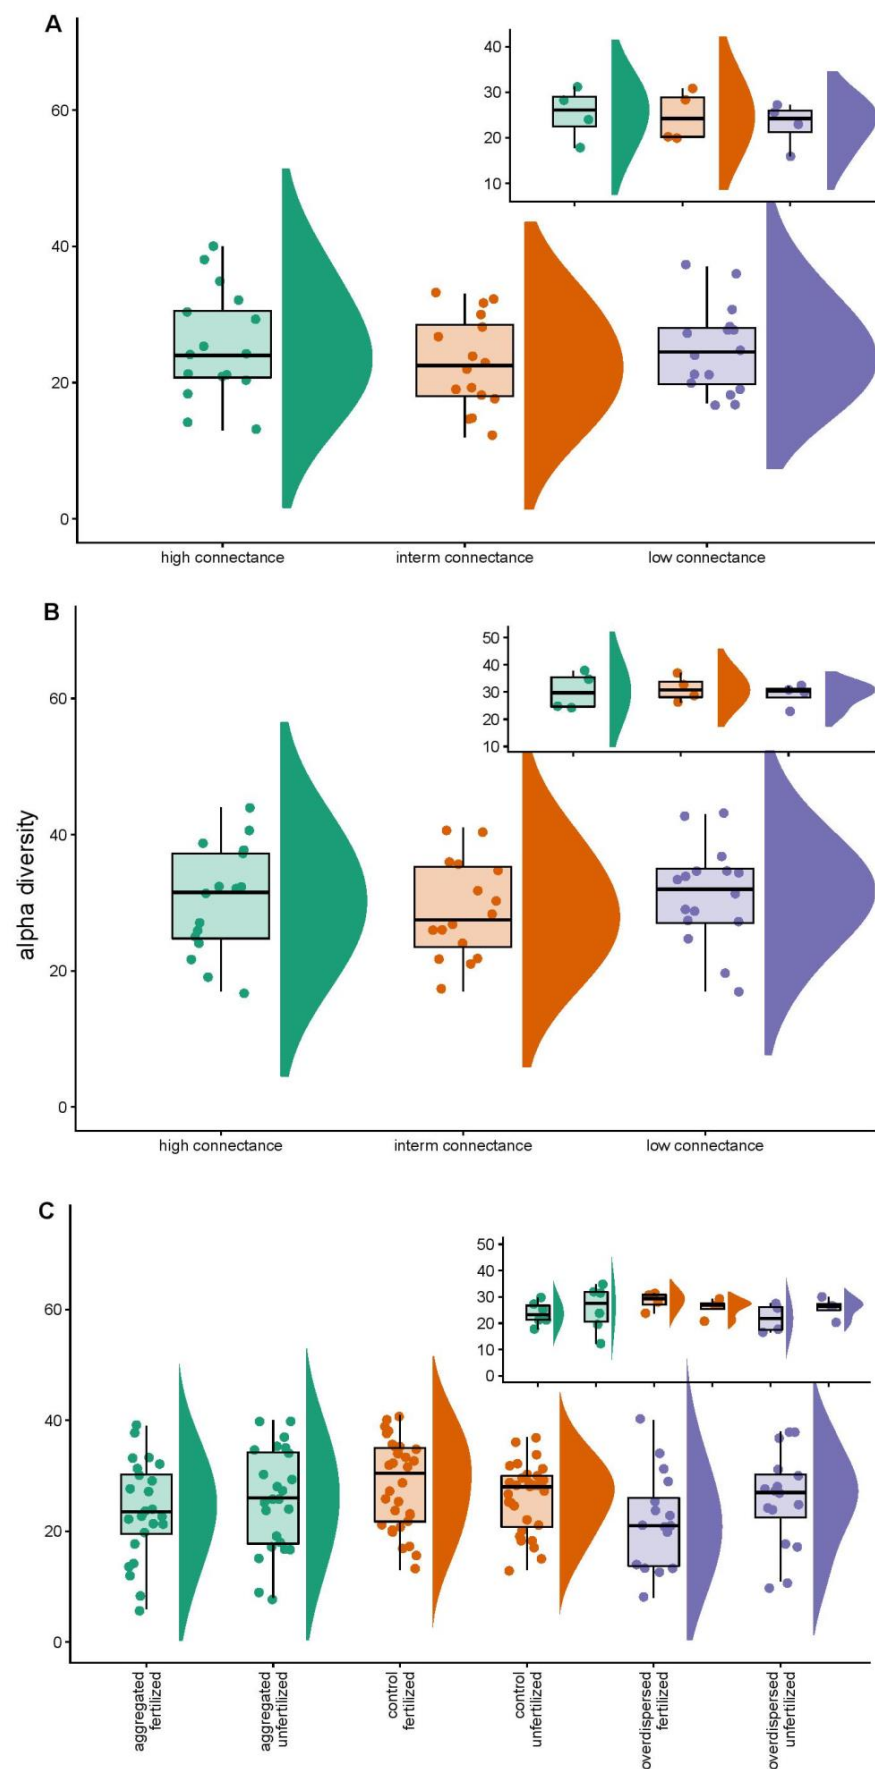 A
40
30
20
10
60
40
20
0
high connectance
interm connectance
low connectance
B
50
40
30
20
10
60
40
20
0
alpha diversity
high connectance
interm connectance
low connectance
C
50
40
30
20
10
0
60
40
20
0
aggregated
fertilized
aggregated
unfertilized
control
fertilized
control
unfertilized
overdispersed
fertilized
overdispersed
unfertilized